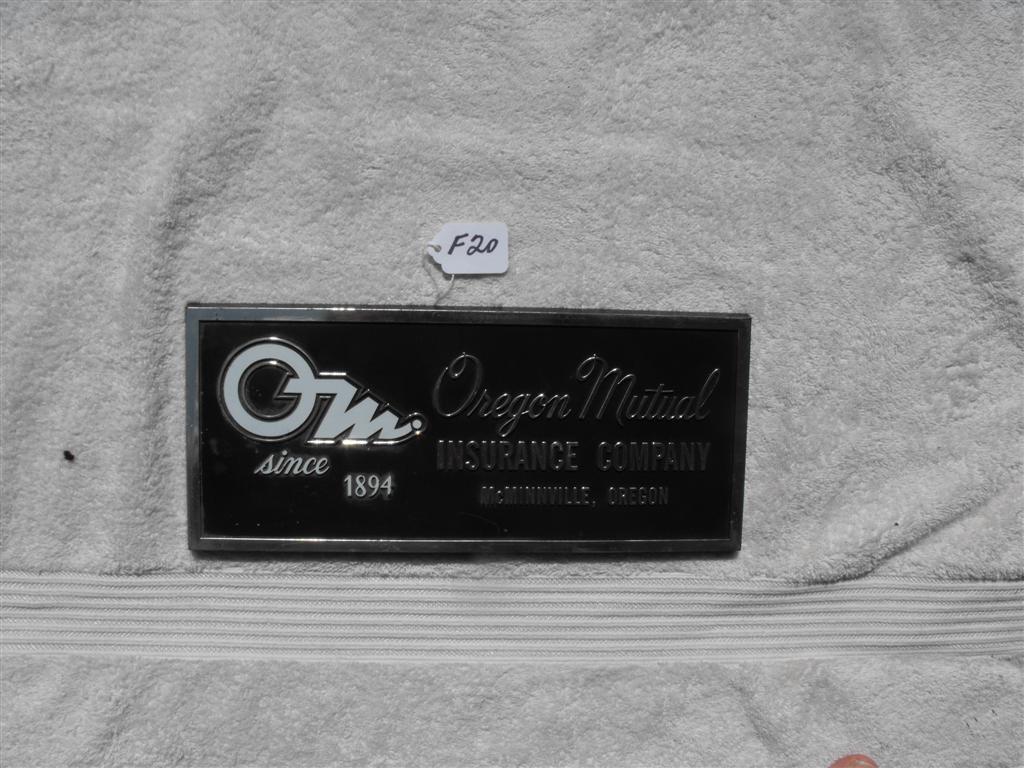 F20
Om.
since
1894
Oregon Mutual
INSURANCE COMPANY
McMINNVILLE, OREGON